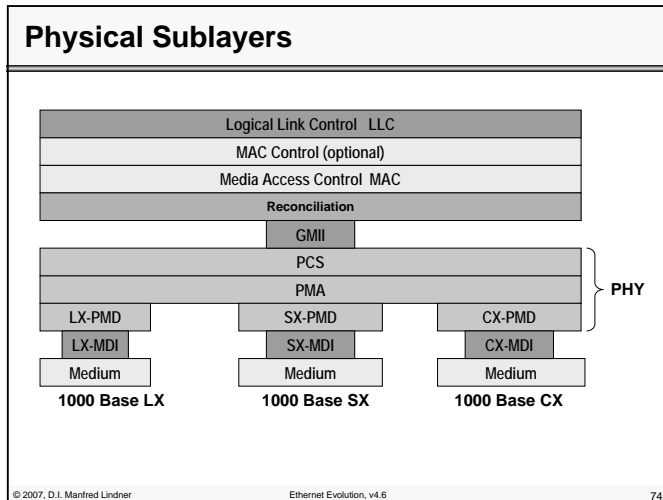 Physical Sublayers
Logical Link Control LLC
MAC Control (optional)
Media Access Control MAC
Reconciliation
GMII
PCS
PMA
PHY
LX-PMD SX-PMD CX-PMD
LX-MDI SX-MDI CX-MDI
Medium Medium Medium
1000 Base LX 1000 Base SX 1000 Base CX
© 2007, D.I. Manfred Lindner Ethernet Evolution, v4.6 74